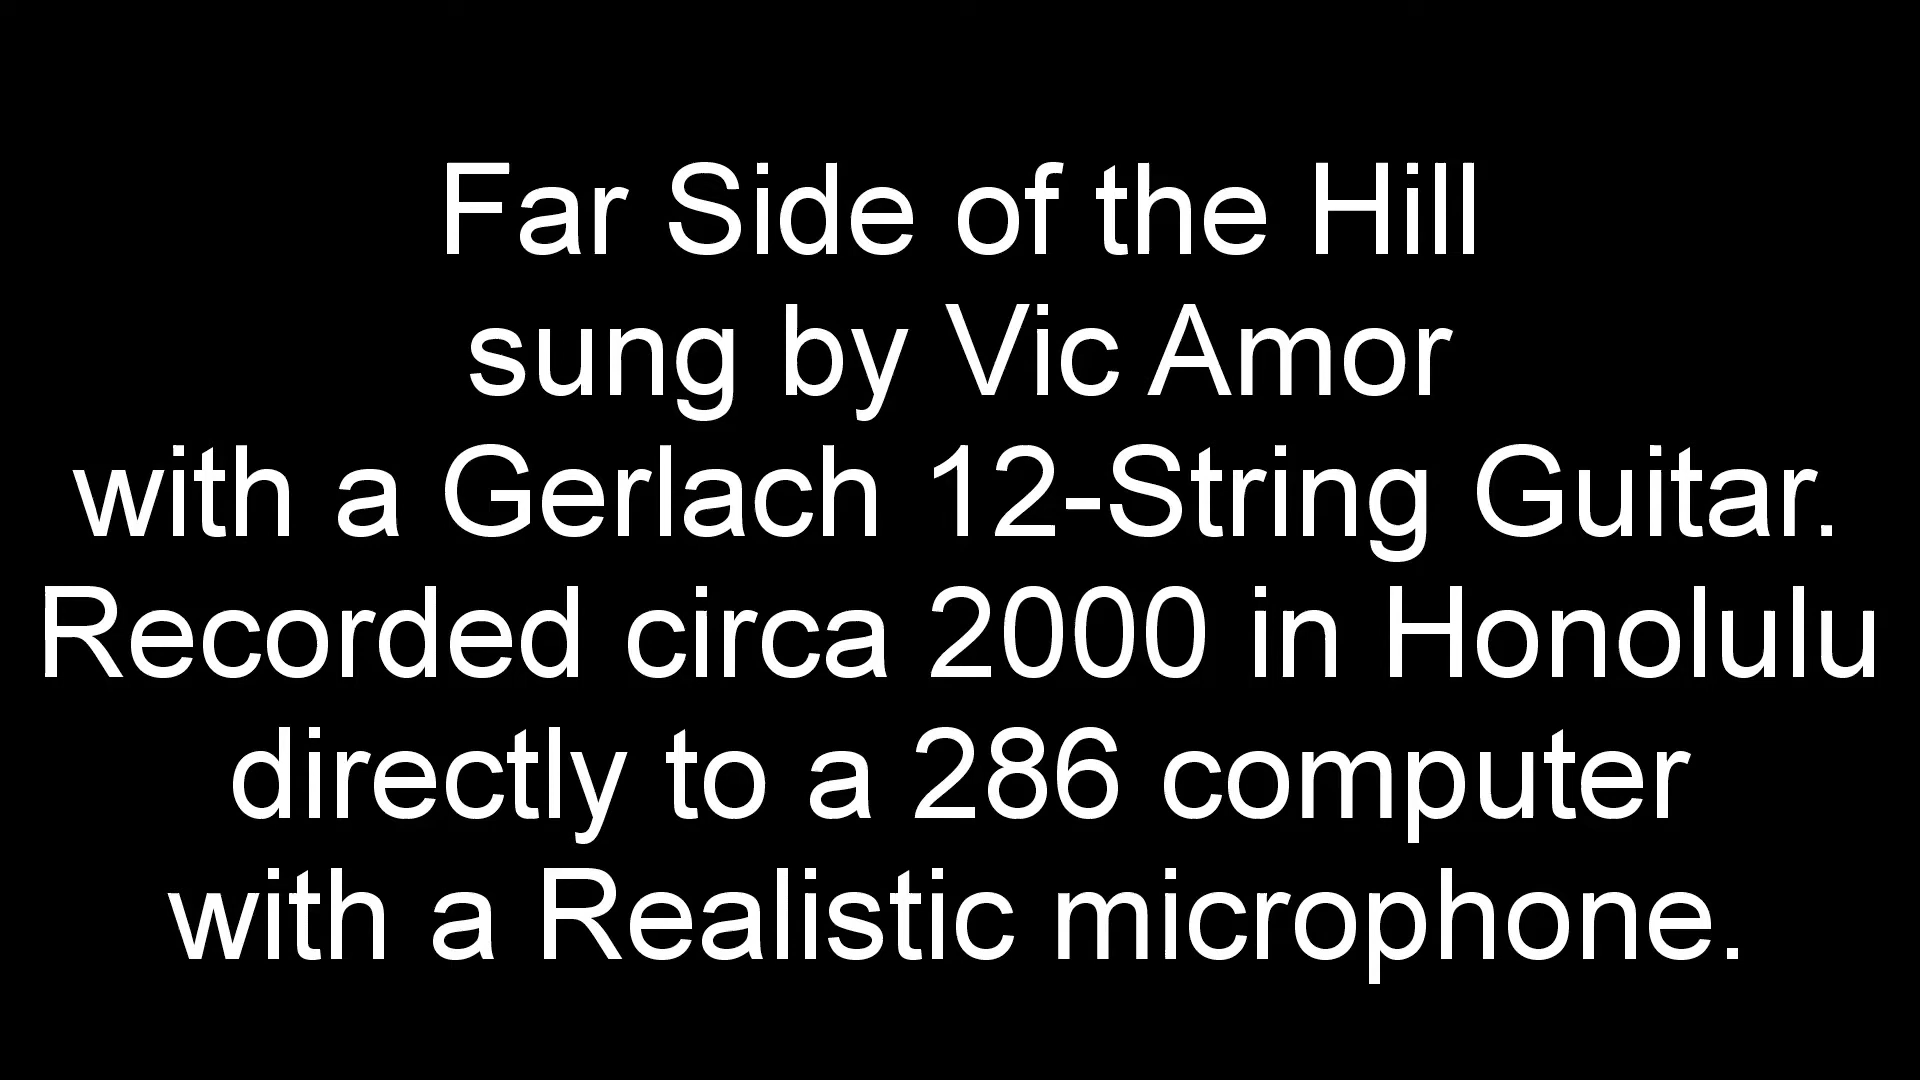 Far Side of the Hill
sung by Vic Amor
with a Gerlach 12-String Guitar.
Recorded circa 2000 in Honolulu
directly to a 286 computer
with a Realistic microphone.